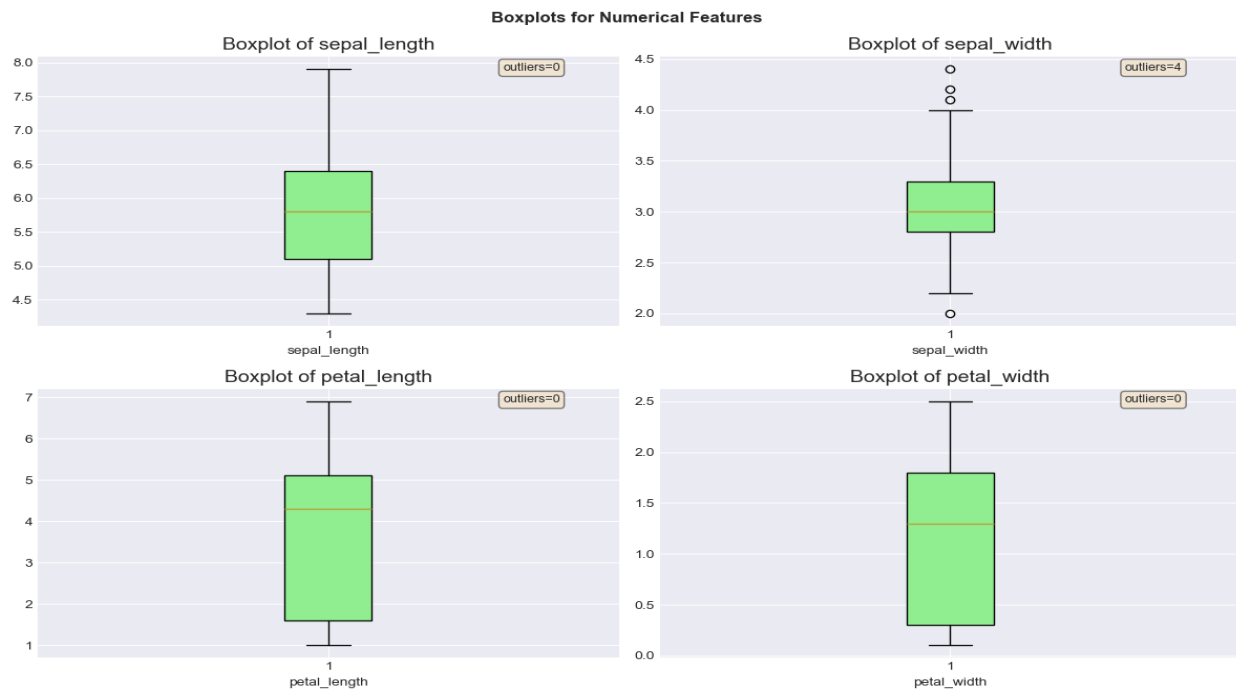 Boxplots for Numerical Features
Boxplot of sepal_length
outliers=0
8.0
7.5
7.0
6.5
6.0
5.5
5.0
4.5
1
sepal_length
Boxplot of sepal_width
outliers=4
4.5
4.0
3.5
3.0
2.5
2.0
1
sepal_width
Boxplot of petal_length
outliers=0
7
6
5
4
3
2
1
1
petal_length
Boxplot of petal_width
outliers=0
2.5
2.0
1.5
1.0
0.5
0.0
1
petal_width